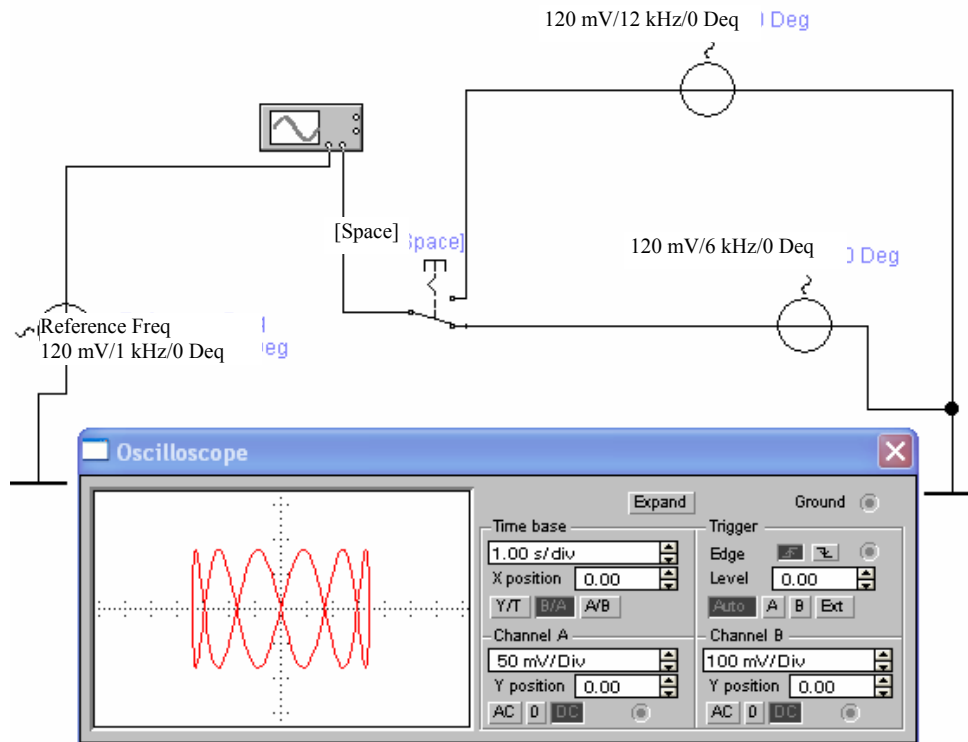 120 mV/12 kHz/0 Deq
0 Deg
[Space]
pace]
120 mV/6 kHz/0 Deq
0 Deg
Reference Freq
120 mV/1 kHz/0 Deq
eg
Oscilloscope
Expand
Ground
Time base
Trigger
1.00 s/div
Edge
X position 0.00
Level 0.00
Y/T B/A A/B
Auto A B Ext
Channel A
Channel B
50 mV/Div
100 mV/Div
Y position 0.00
Y position 0.00
AC 0 DC
AC 0 DC